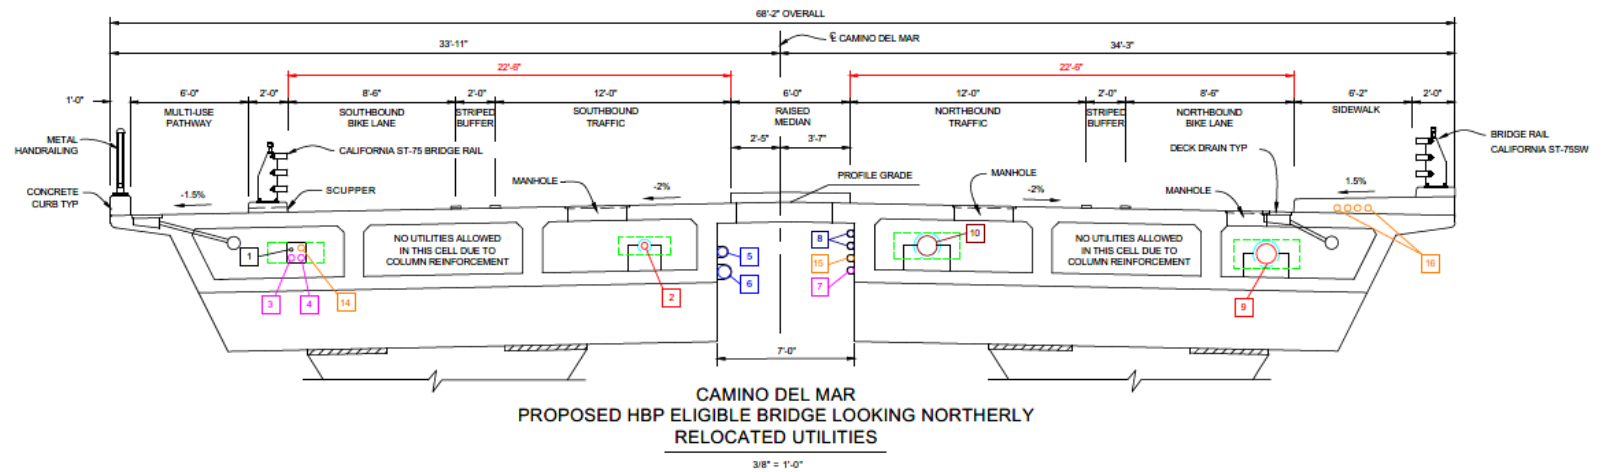 68'-2" OVERALL
33'-11"
℄ CAMINO DEL MAR
34'-3"
22'-6"
22'-6"
1'-0"
6'-0"
2'-0"
8'-6"
2'-0"
12'-0"
6'-0"
12'-0"
2'-0"
8'-6"
6'-2"
2'-0"
MULTI-USE
PATHWAY
SOUTHBOUND
BIKE LANE
STRIPED
BUFFER
SOUTHBOUND
TRAFFIC
RAISED
MEDIAN
NORTHBOUND
TRAFFIC
STRIPED
BUFFER
NORTHBOUND
BIKE LANE
SIDEWALK
METAL
HANDRAILING
CALIFORNIA ST-75 BRIDGE RAIL
2'-5"
3'-7"
DECK DRAIN TYP
BRIDGE RAIL
CALIFORNIA ST-75SW
CONCRETE
CURB TYP
-1.5%
SCUPPER
MANHOLE
-2%
PROFILE GRADE
MANHOLE
-2%
MANHOLE
1.5%
NO UTILITIES ALLOWED
IN THIS CELL DUE TO
COLUMN REINFORCEMENT
NO UTILITIES ALLOWED
IN THIS CELL DUE TO
COLUMN REINFORCEMENT
1
3
4
14
2
5
6
8
15
7
10
9
16
7'-0"
CAMINO DEL MAR
PROPOSED HBP ELIGIBLE BRIDGE LOOKING NORTHERLY
RELOCATED UTILITIES
3/8" = 1'-0"